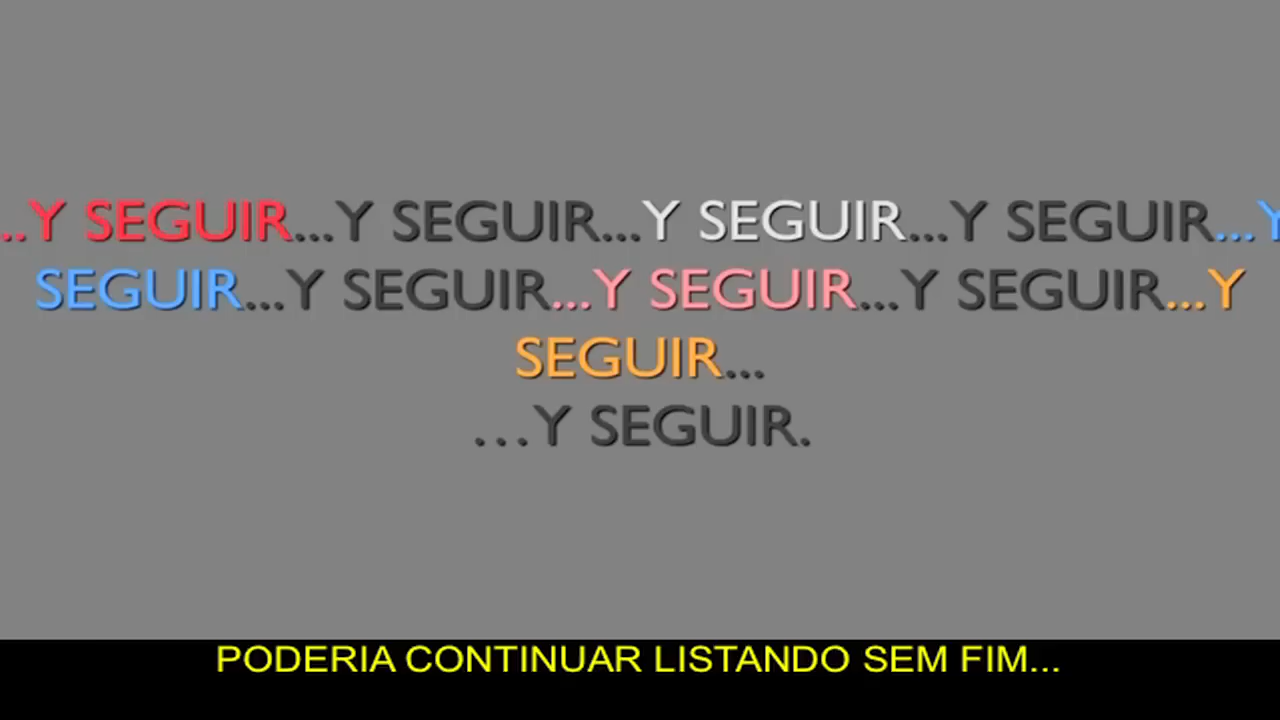 ..Y SEGUIR...Y SEGUIR...Y SEGUIR...Y SEGUIR...Y
SEGUIR...Y SEGUIR...Y SEGUIR...Y SEGUIR...Y
SEGUIR...
...Y SEGUIR.
PODERIA CONTINUAR LISTANDO SEM FIM...